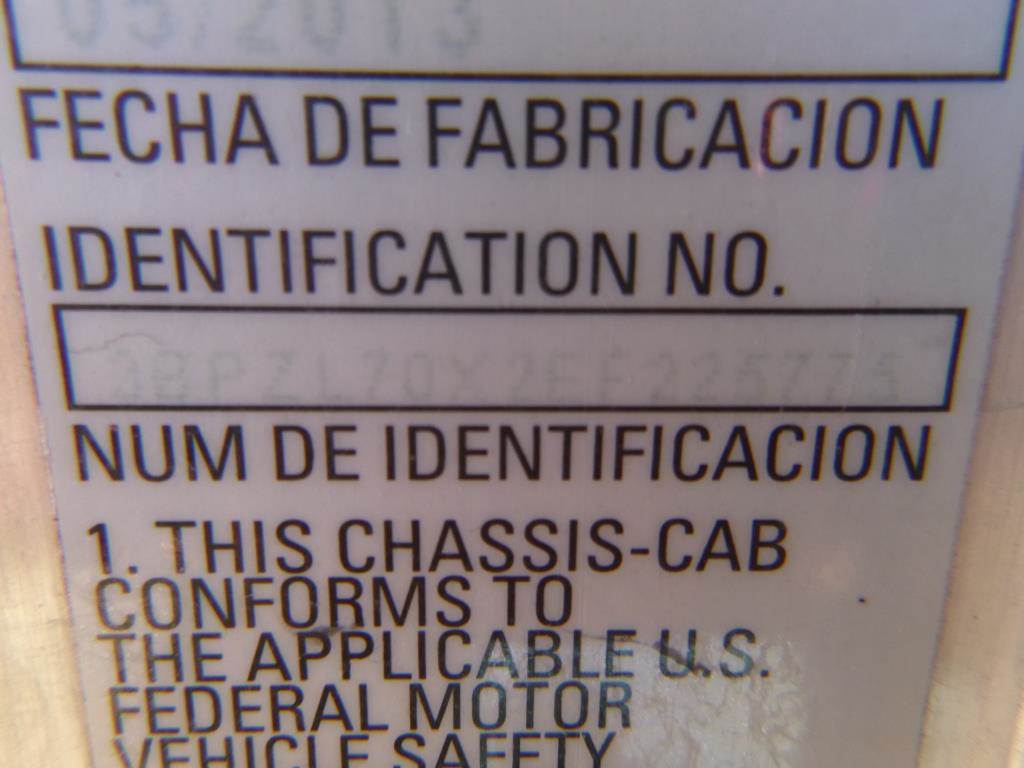 FECHA DE FABRICACION
IDENTIFICATION NO.
3BPZL70X2EF225775
NUM DE IDENTIFICACION
1. THIS CHASSIS-CAB
CONFORMS TO
THE APPLICABLE U.S.
FEDERAL MOTOR
VEHICLE SAFETY